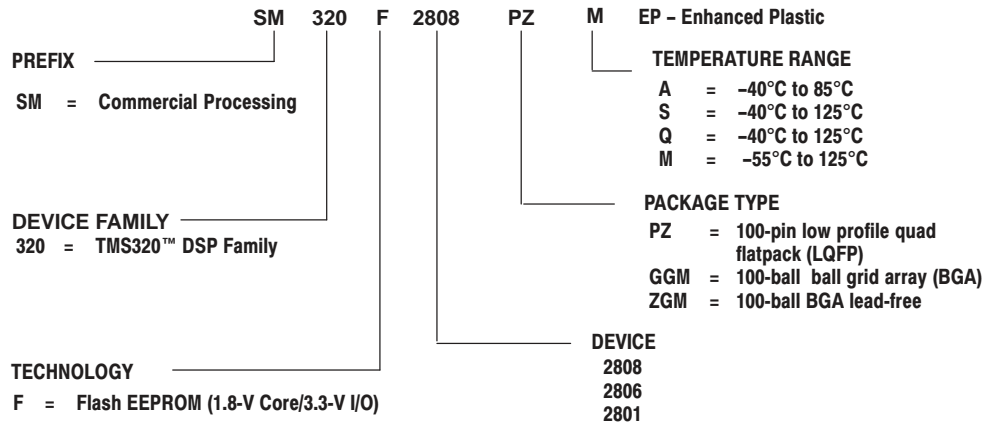 SM 320 F 2808 PZ M EP – Enhanced Plastic
PREFIX
SM = Commercial Processing
TEMPERATURE RANGE
A = –40°C to 85°C
S = –40°C to 125°C
Q = –40°C to 125°C
M = –55°C to 125°C
DEVICE FAMILY
320 = TMS320™ DSP Family
PACKAGE TYPE
PZ = 100-pin low profile quad
flatpack (LQFP)
GGM = 100-ball ball grid array (BGA)
ZGM = 100-ball BGA lead-free
TECHNOLOGY
F = Flash EEPROM (1.8-V Core/3.3-V I/O)
DEVICE
2808
2806
2801